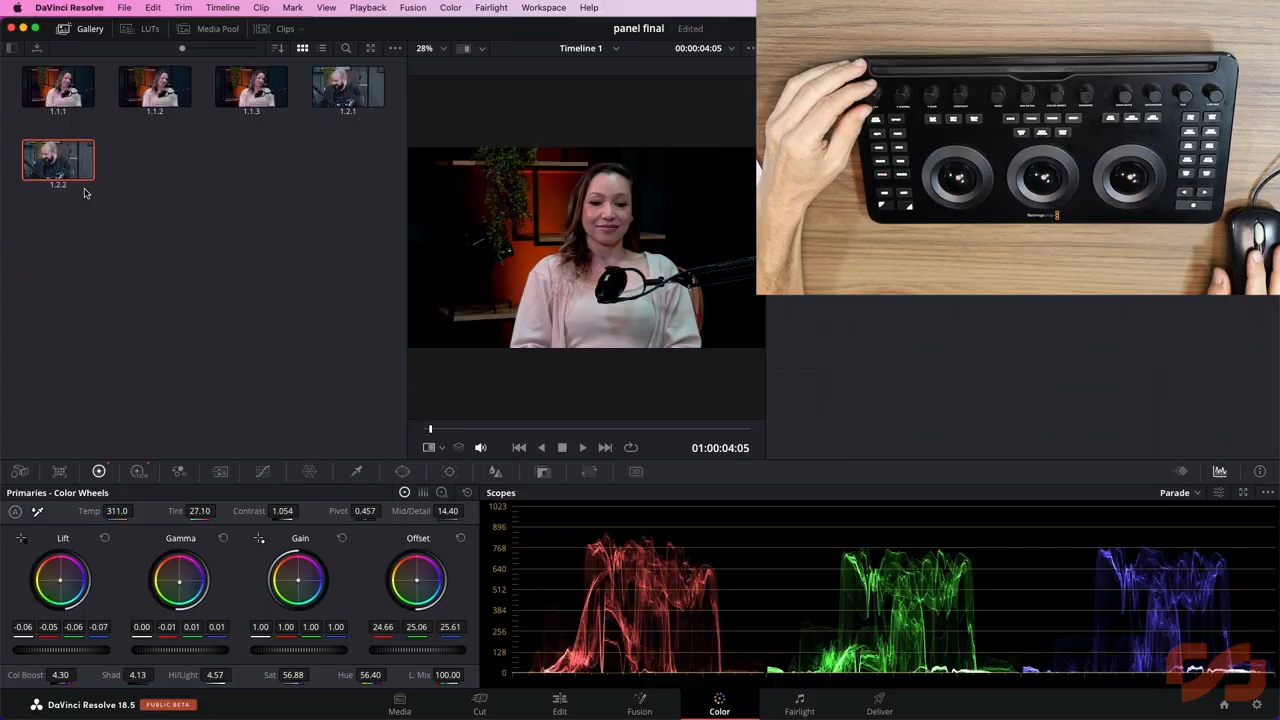 DaVinci Resolve File Edit Trim Timeline Clip Mark View Playback Fusion Color Fairlight Workspace Help
Gallery LUTs Media Pool Clips panel final Edited
28% Timeline 1 00:00:04:05
1.1.1 1.1.2 1.1.3 1.2.1
1.2.2
01:00:04:05
Primaries - Color Wheels Scopes Parade
Temp 311.0 Tint 27.10 Contrast 1.054 Pivot 0.457 Mid/Detail 14.40
Lift Gamma Gain Offset
-0.06 -0.05 -0.06 -0.07 0.00 -0.01 0.01 0.01 1.00 1.00 1.00 1.00 24.66 25.06 25.61
Col Boost 4.30 Shad 4.13 Hi/Light 4.57 Sat 56.88 Hue 56.40 L. Mix 100.00
1023
896
768
640
512
384
256
128
0
DaVinci Resolve 18.5 PUBLIC BETA
Media Cut Edit Fusion Color Fairlight Deliver